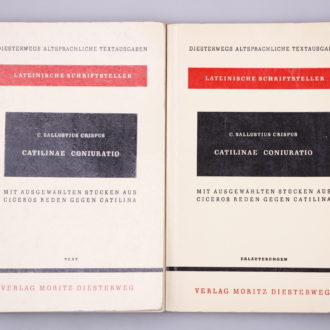 DIESTERWEGS ALTSPRACHLICHE TEXTAUSGABEN
LATEINISCHE SCHRIFTSTELLER
C. SALLUSTIUS CRISPUS
CATILINAE CONIURATIO
MIT AUSGEWÄHLTEN STÜCKEN AUS
CICEROS REDEN GEGEN CATILINA
TEXT
VERLAG MORITZ DIESTERWEG
DIESTERWEGS ALTSPRACHLICHE TEXTAUSGABEN
LATEINISCHE SCHRIFTSTELLER
C. SALLUSTIUS CRISPUS
CATILINAE CONIURATIO
MIT AUSGEWÄHLTEN STÜCKEN AUS
CICEROS REDEN GEGEN CATILINA
ERLÄUTERUNGEN
VERLAG MORITZ DIESTERWEG